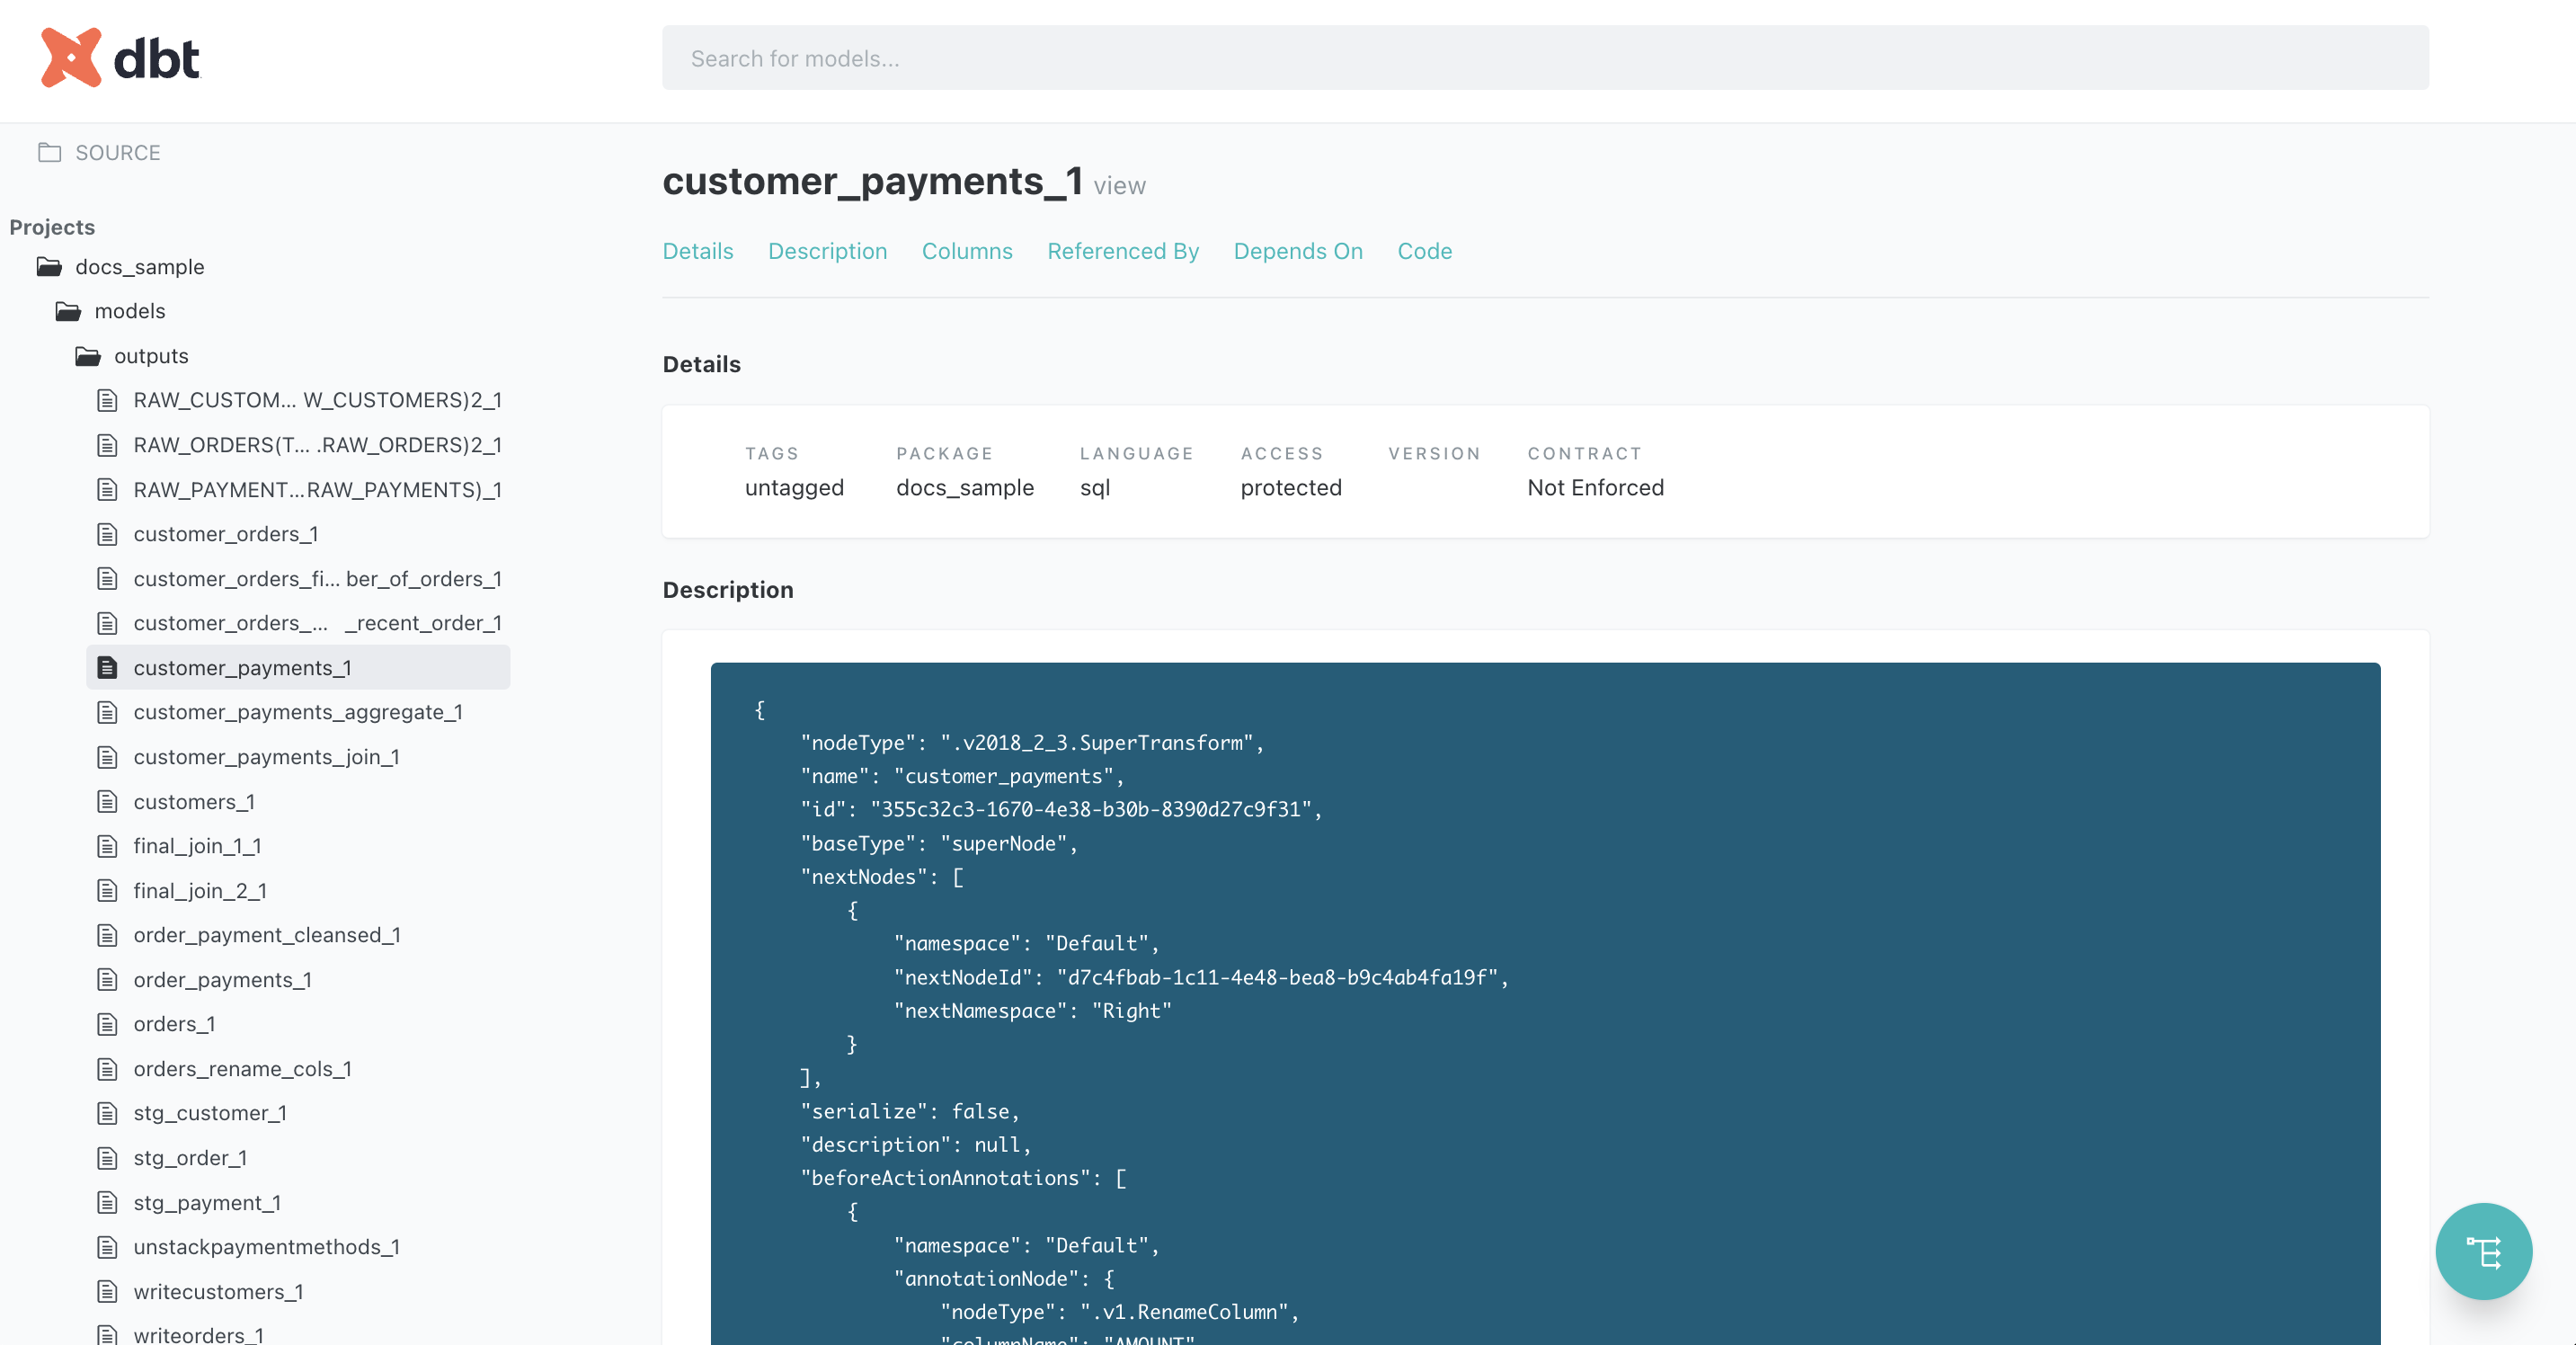 dbt
Search for models...
SOURCE
Projects
docs_sample
models
outputs
RAW_CUSTOM... W_CUSTOMERS)2_1
RAW_ORDERS(T... .RAW_ORDERS)2_1
RAW_PAYMENT...RAW_PAYMENTS)_1
customer_orders_1
customer_orders_fi... ber_of_orders_1
customer_orders_... _recent_order_1
customer_payments_1
customer_payments_aggregate_1
customer_payments_join_1
customers_1
final_join_1_1
final_join_2_1
order_payment_cleansed_1
order_payments_1
orders_1
orders_rename_cols_1
stg_customer_1
stg_order_1
stg_payment_1
unstackpaymentmethods_1
writecustomers_1
writeorders_1
customer_payments_1 view
Details Description Columns Referenced By Depends On Code
Details
TAGS PACKAGE LANGUAGE ACCESS VERSION CONTRACT
untagged docs_sample sql protected Not Enforced
Description
{
"nodeType": ".v2018_2_3.SuperTransform",
"name": "customer_payments",
"id": "355c32c3-1670-4e38-b30b-8390d27c9f31",
"baseType": "superNode",
"nextNodes": [
{
"namespace": "Default",
"nextNodeId": "d7c4fbab-1c11-4e48-bea8-b9c4ab4fa19f",
"nextNamespace": "Right"
}
],
"serialize": false,
"description": null,
"beforeActionAnnotations": [
{
"namespace": "Default",
"annotationNode": {
"nodeType": ".v1.RenameColumn",
"columnName": "AMOUNT"